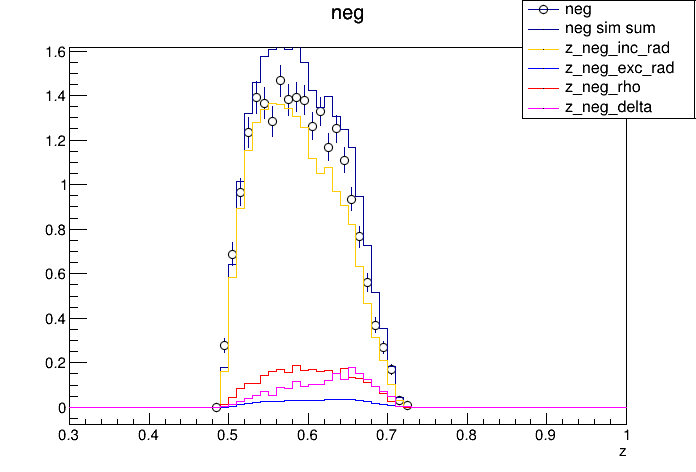 neg
neg
neg sim sum
z_neg_inc_rad
z_neg_exc_rad
z_neg_rho
z_neg_delta
1.6
1.4
1.2
1
0.8
0.6
0.4
0.2
0
0.3 0.4 0.5 0.6 0.7 0.8 0.9 1
z